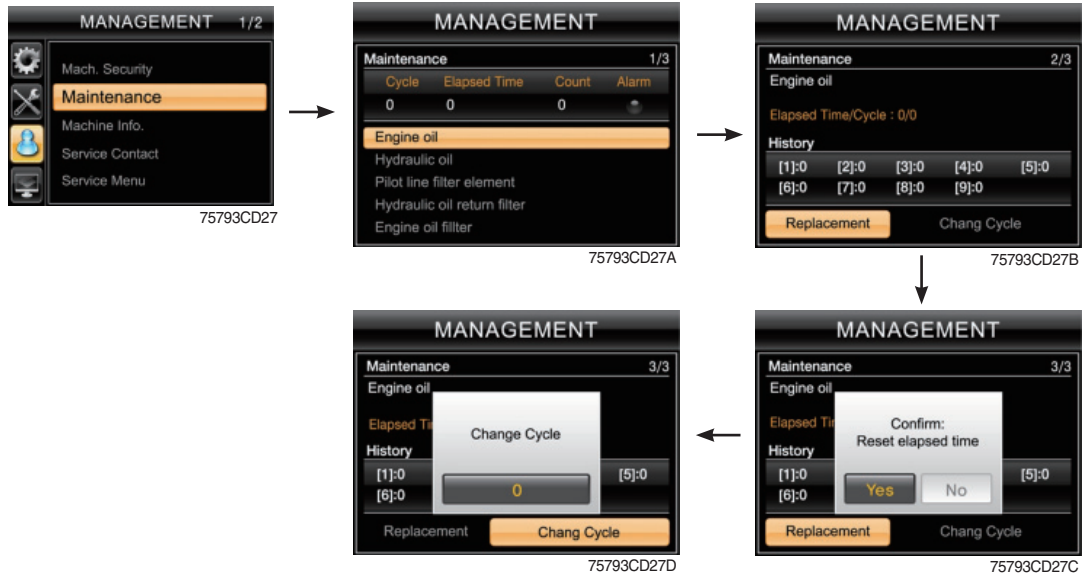 MANAGEMENT 1/2
Mach. Security
Maintenance
Machine Info.
Service Contact
Service Menu
75793CD27
MANAGEMENT
Maintenance 1/3
Cycle Elapsed Time Count Alarm
0 0 0
Engine oil
Hydraulic oil
Pilot line filter element
Hydraulic oil return filter
Engine oil fillter
75793CD27A
MANAGEMENT
Maintenance 2/3
Engine oil
Elapsed Time/Cycle : 0/0
History
[1]:0 [2]:0 [3]:0 [4]:0 [5]:0
[6]:0 [7]:0 [8]:0 [9]:0
Replacement Chang Cycle
75793CD27B
MANAGEMENT
Maintenance 3/3
Engine oil
Elapsed Ti
Change Cycle
History
[1]:0 [5]:0
[6]:0 0
Replacement Chang Cycle
75793CD27D
MANAGEMENT
Maintenance 3/3
Engine oil
Elapsed Ti
Confirm:
Reset elapsed time
History
[1]:0 [5]:0
[6]:0 Yes No
Replacement Chang Cycle
75793CD27C